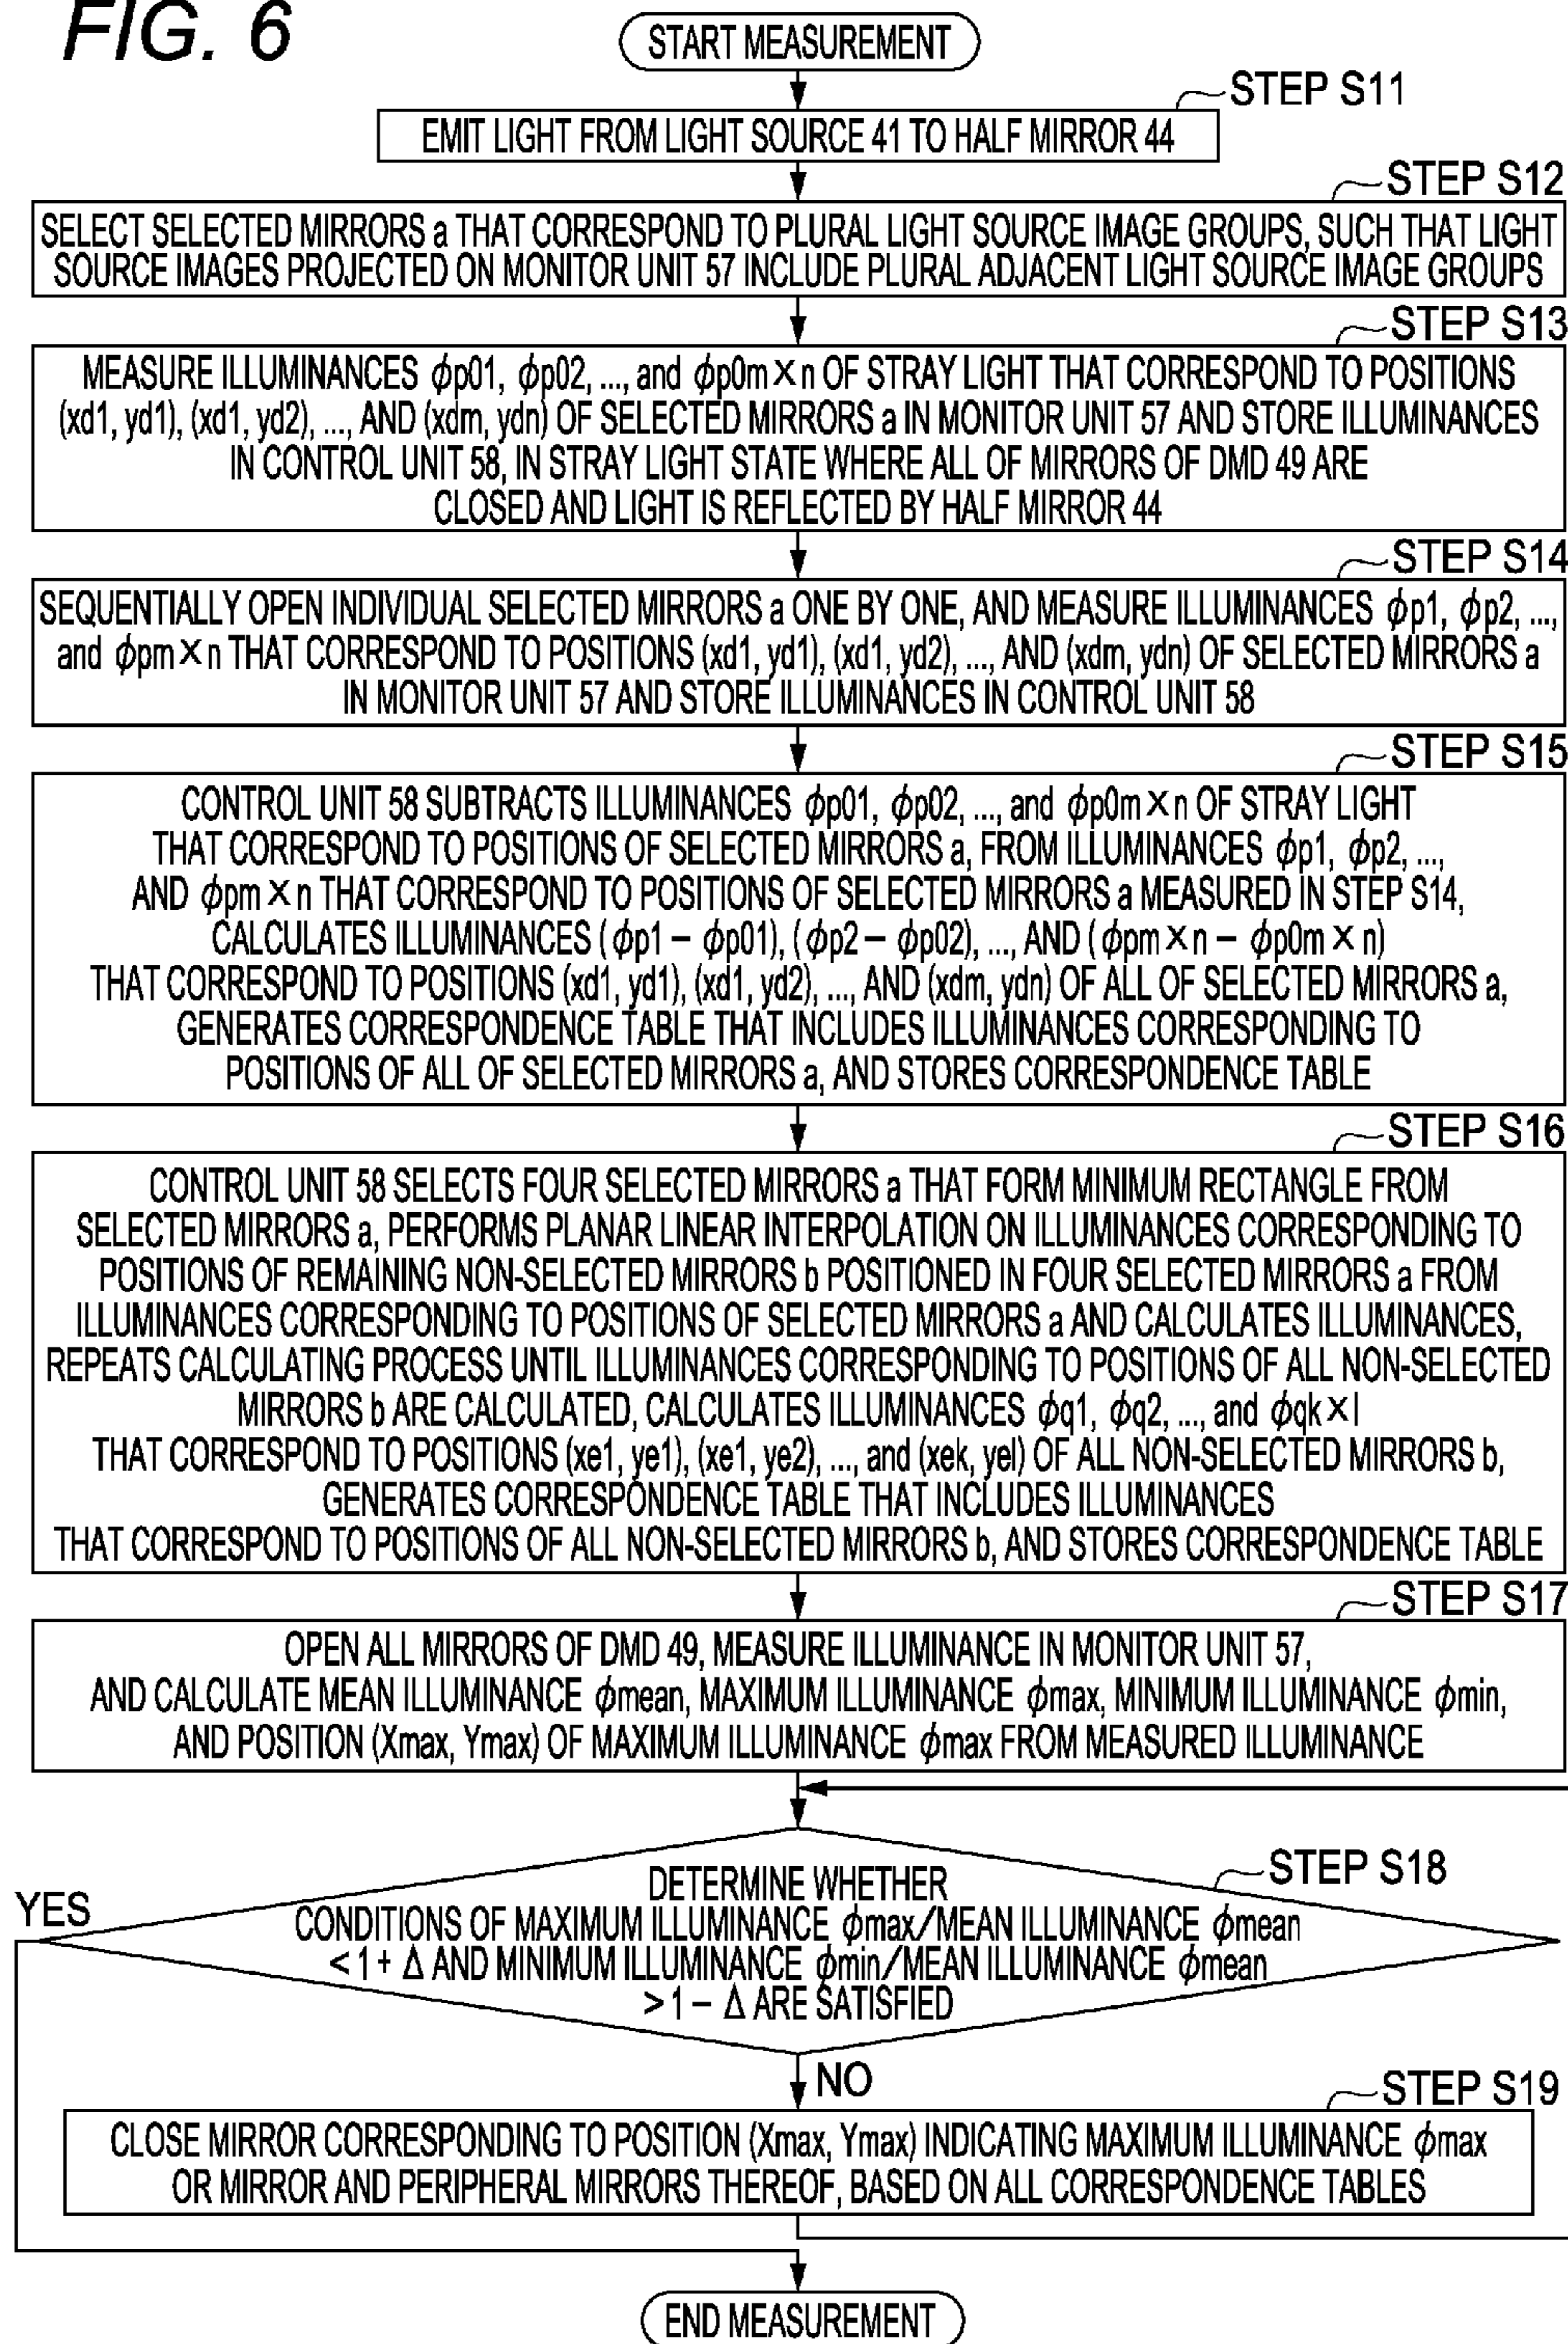 FIG. 6
START MEASUREMENT
STEP S11
EMIT LIGHT FROM LIGHT SOURCE 41 TO HALF MIRROR 44
STEP S12
SELECT SELECTED MIRRORS a THAT CORRESPOND TO PLURAL LIGHT SOURCE IMAGE GROUPS, SUCH THAT LIGHT
SOURCE IMAGES PROJECTED ON MONITOR UNIT 57 INCLUDE PLURAL ADJACENT LIGHT SOURCE IMAGE GROUPS
STEP S13
MEASURE ILLUMINANCES ϕp01, ϕp02, ..., and ϕp0m×n OF STRAY LIGHT THAT CORRESPOND TO POSITIONS
(xd1, yd1), (xd1, yd2), ..., AND (xdm, ydn) OF SELECTED MIRRORS a IN MONITOR UNIT 57 AND STORE ILLUMINANCES
IN CONTROL UNIT 58, IN STRAY LIGHT STATE WHERE ALL OF MIRRORS OF DMD 49 ARE
CLOSED AND LIGHT IS REFLECTED BY HALF MIRROR 44
STEP S14
SEQUENTIALLY OPEN INDIVIDUAL SELECTED MIRRORS a ONE BY ONE, AND MEASURE ILLUMINANCES ϕp1, ϕp2, ...,
and ϕpm×n THAT CORRESPOND TO POSITIONS (xd1, yd1), (xd1, yd2), ..., AND (xdm, ydn) OF SELECTED MIRRORS a
IN MONITOR UNIT 57 AND STORE ILLUMINANCES IN CONTROL UNIT 58
STEP S15
CONTROL UNIT 58 SUBTRACTS ILLUMINANCES ϕp01, ϕp02, ..., and ϕp0m×n OF STRAY LIGHT
THAT CORRESPOND TO POSITIONS OF SELECTED MIRRORS a, FROM ILLUMINANCES ϕp1, ϕp2, ...,
AND ϕpm×n THAT CORRESPOND TO POSITIONS OF SELECTED MIRRORS a MEASURED IN STEP S14,
CALCULATES ILLUMINANCES (ϕp1 – ϕp01), (ϕp2 – ϕp02), ..., AND (ϕpm×n – ϕp0m×n)
THAT CORRESPOND TO POSITIONS (xd1, yd1), (xd1, yd2), ..., AND (xdm, ydn) OF ALL OF SELECTED MIRRORS a,
GENERATES CORRESPONDENCE TABLE THAT INCLUDES ILLUMINANCES CORRESPONDING TO
POSITIONS OF ALL OF SELECTED MIRRORS a, AND STORES CORRESPONDENCE TABLE
STEP S16
CONTROL UNIT 58 SELECTS FOUR SELECTED MIRRORS a THAT FORM MINIMUM RECTANGLE FROM
SELECTED MIRRORS a, PERFORMS PLANAR LINEAR INTERPOLATION ON ILLUMINANCES CORRESPONDING TO
POSITIONS OF REMAINING NON-SELECTED MIRRORS b POSITIONED IN FOUR SELECTED MIRRORS a FROM
ILLUMINANCES CORRESPONDING TO POSITIONS OF SELECTED MIRRORS a AND CALCULATES ILLUMINANCES,
REPEATS CALCULATING PROCESS UNTIL ILLUMINANCES CORRESPONDING TO POSITIONS OF ALL NON-SELECTED
MIRRORS b ARE CALCULATED, CALCULATES ILLUMINANCES ϕq1, ϕq2, ..., and ϕqk×l
THAT CORRESPOND TO POSITIONS (xe1, ye1), (xe1, ye2), ..., and (xek, yel) OF ALL NON-SELECTED MIRRORS b,
GENERATES CORRESPONDENCE TABLE THAT INCLUDES ILLUMINANCES
THAT CORRESPOND TO POSITIONS OF ALL NON-SELECTED MIRRORS b, AND STORES CORRESPONDENCE TABLE
STEP S17
OPEN ALL MIRRORS OF DMD 49, MEASURE ILLUMINANCE IN MONITOR UNIT 57,
AND CALCULATE MEAN ILLUMINANCE ϕmean, MAXIMUM ILLUMINANCE ϕmax, MINIMUM ILLUMINANCE ϕmin,
AND POSITION (Xmax, Ymax) OF MAXIMUM ILLUMINANCE ϕmax FROM MEASURED ILLUMINANCE
STEP S18
YES
DETERMINE WHETHER
CONDITIONS OF MAXIMUM ILLUMINANCE ϕmax/MEAN ILLUMINANCE ϕmean
< 1 + Δ AND MINIMUM ILLUMINANCE ϕmin/MEAN ILLUMINANCE ϕmean
> 1 – Δ ARE SATISFIED
NO
STEP S19
CLOSE MIRROR CORRESPONDING TO POSITION (Xmax, Ymax) INDICATING MAXIMUM ILLUMINANCE ϕmax
OR MIRROR AND PERIPHERAL MIRRORS THEREOF, BASED ON ALL CORRESPONDENCE TABLES
END MEASUREMENT